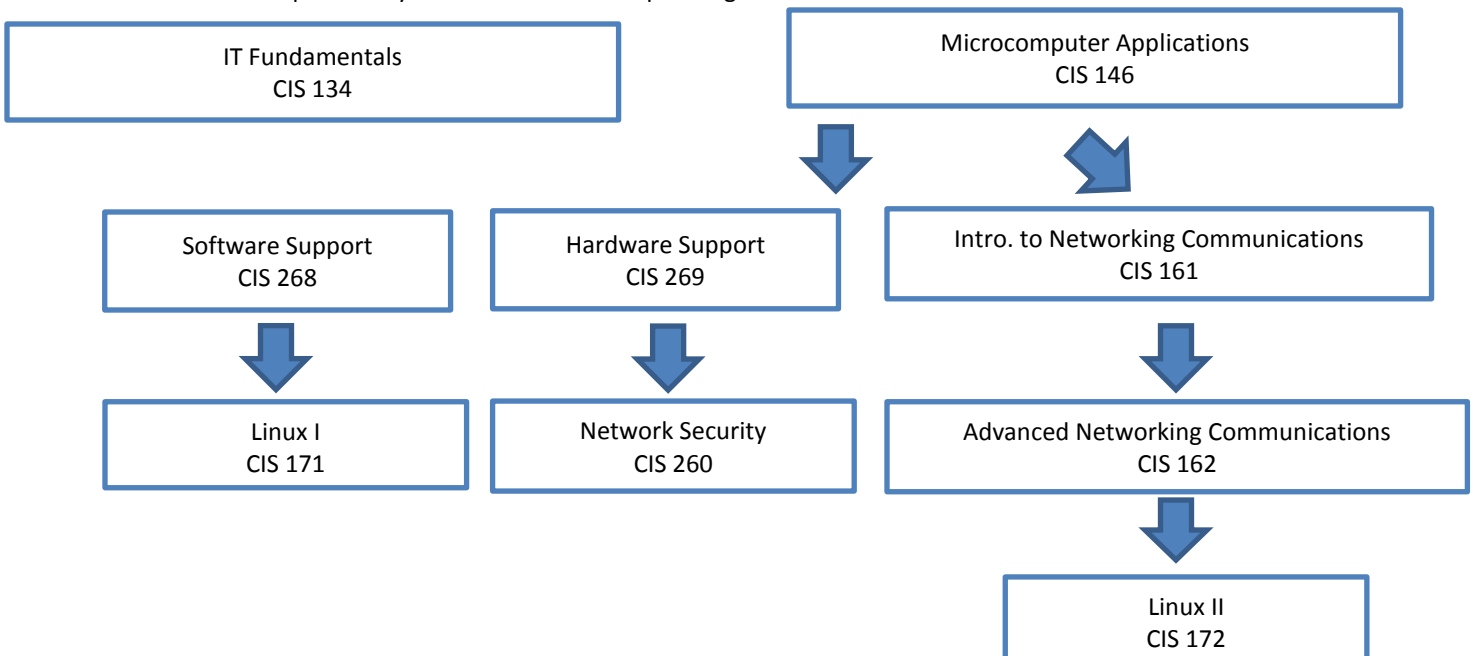 IT Fundamentals
CIS 134
Microcomputer Applications
CIS 146
Software Support
CIS 268
Hardware Support
CIS 269
Intro. to Networking Communications
CIS 161
Linux I
CIS 171
Network Security
CIS 260
Advanced Networking Communications
CIS 162
Linux II
CIS 172